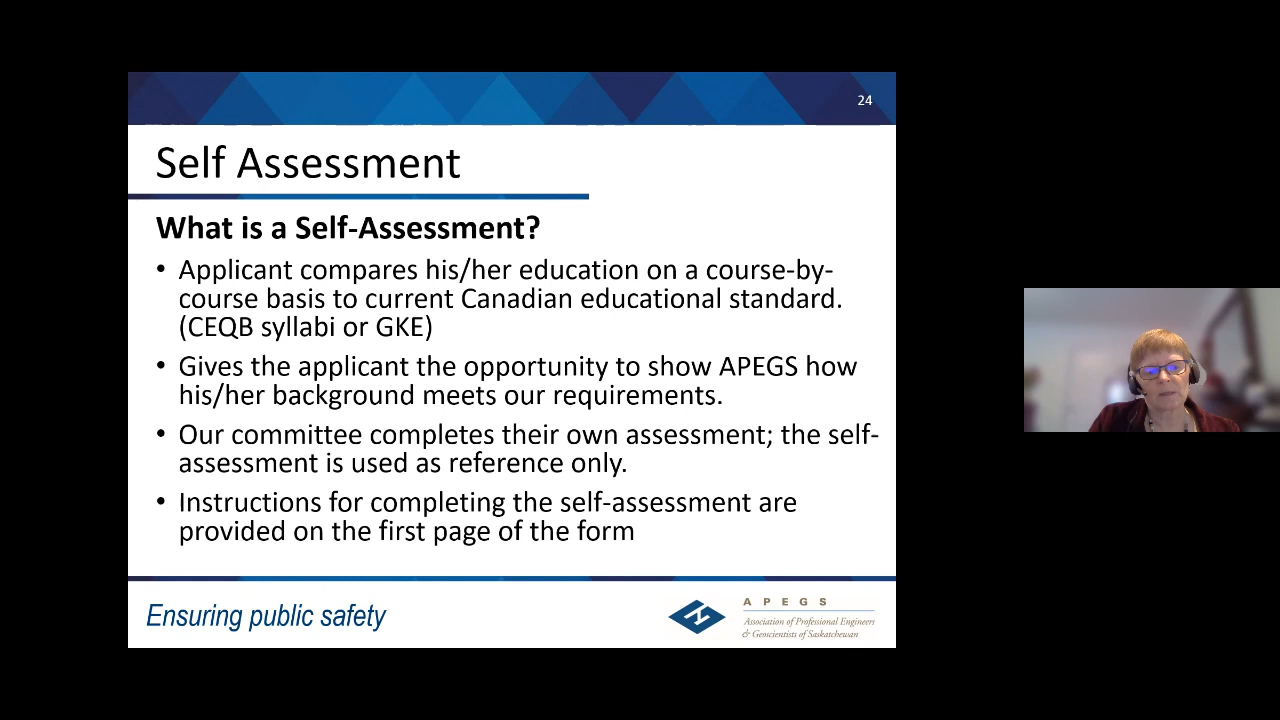 24
Self Assessment
What is a Self-Assessment?
• Applicant compares his/her education on a course-by-
course basis to current Canadian educational standard.
(CEQB syllabi or GKE)
• Gives the applicant the opportunity to show APEGS how
his/her background meets our requirements.
• Our committee completes their own assessment; the self-
assessment is used as reference only.
• Instructions for completing the self-assessment are
provided on the first page of the form
Ensuring public safety
APEGS
Association of Professional Engineers
& Geoscientists of Saskatchewan